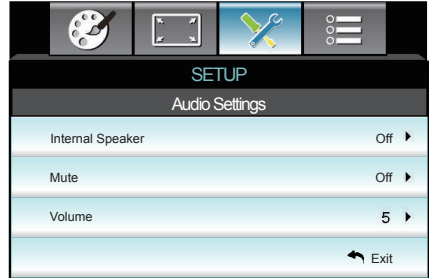 SETUP
Audio Settings
Internal Speaker Off
Mute Off
Volume 5
Exit